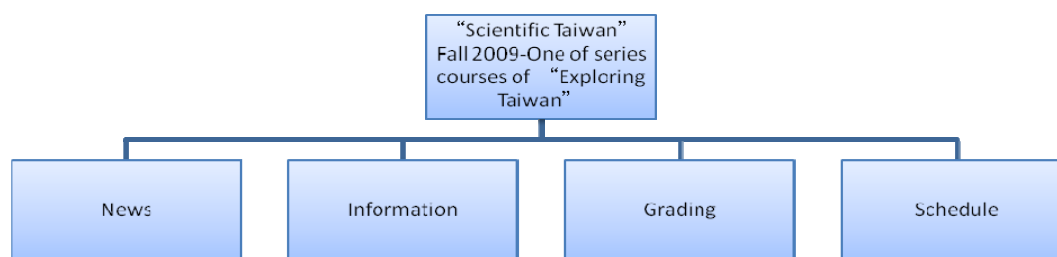 “Scientific Taiwan”
Fall 2009-One of series
courses of “Exploring
Taiwan”
News
Information
Grading
Schedule